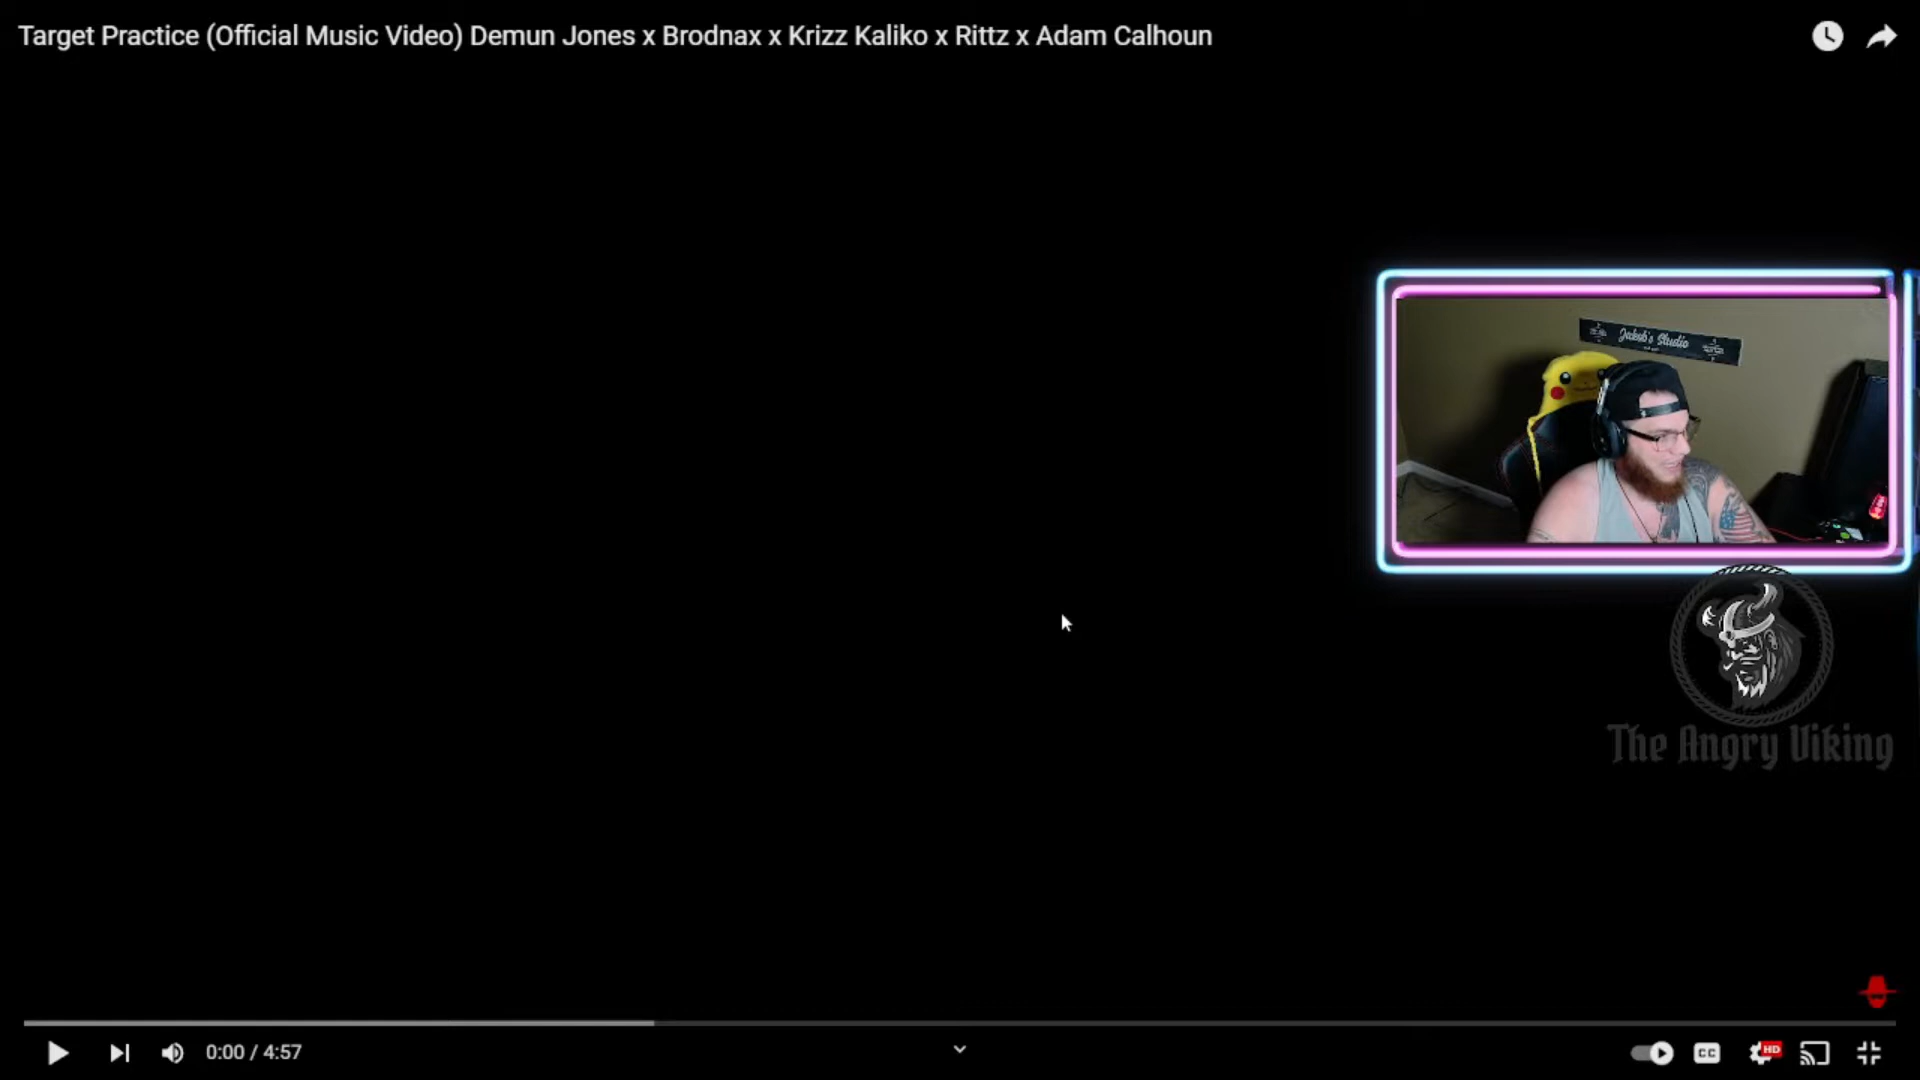 Target Practice (Official Music Video) Demun Jones x Brodnax x Krizz Kaliko x Rittz x Adam Calhoun
Jakob's Studio
The Angry Viking
0:00 / 4:57
CC
HD